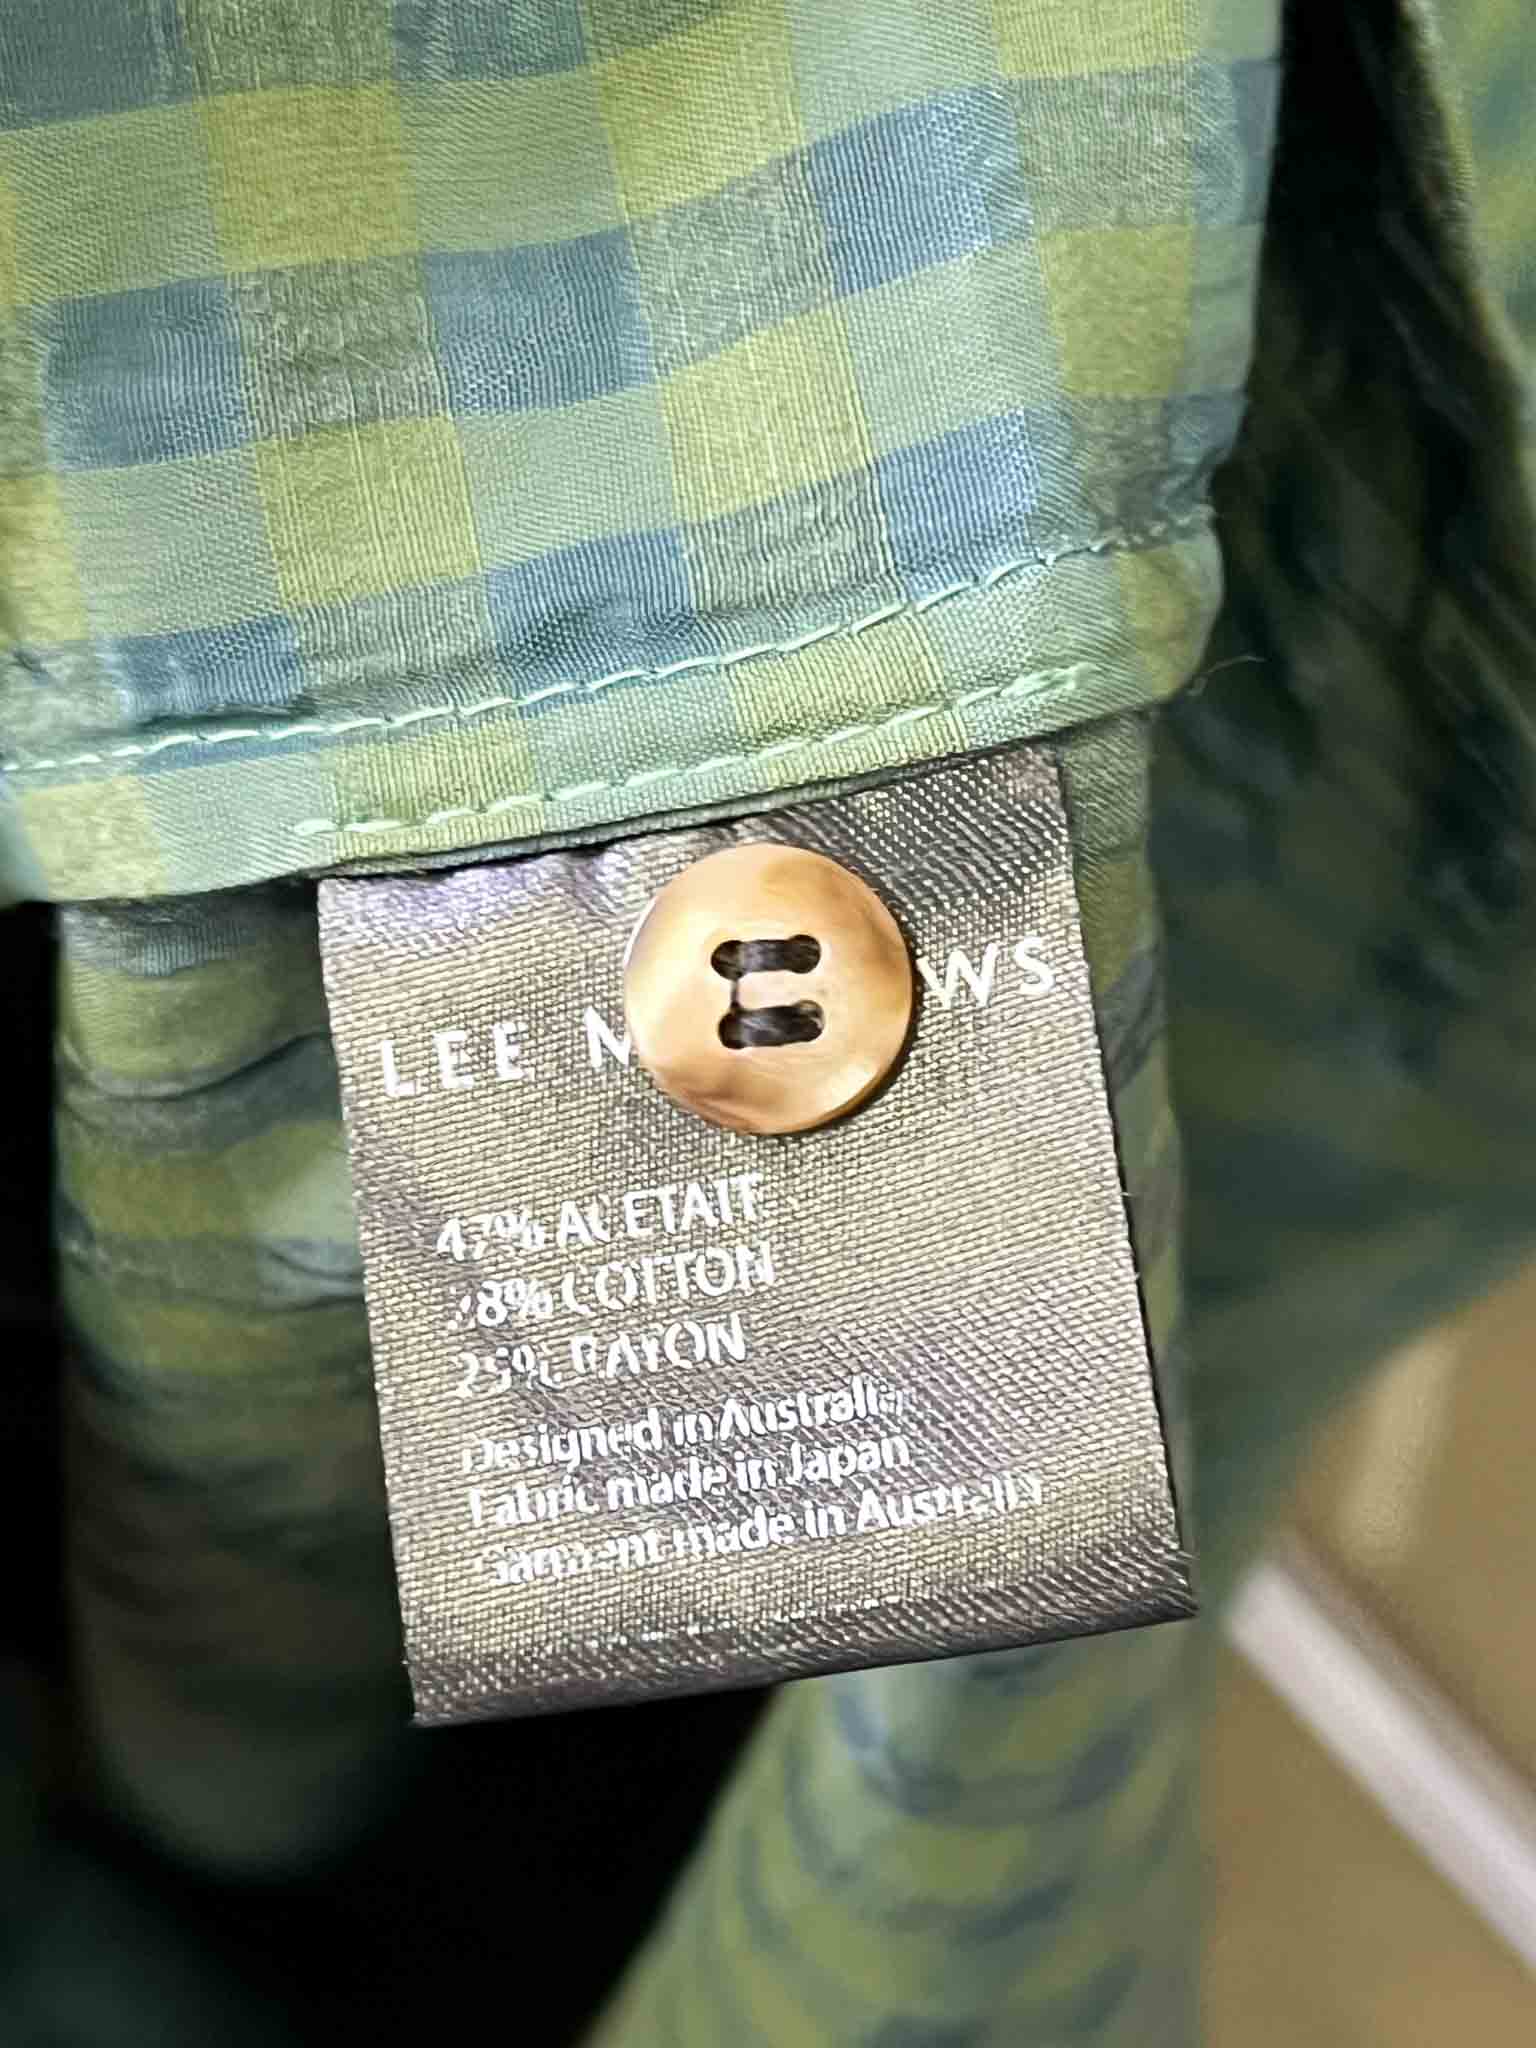 LEE M WS
47% ACETATE
28% COTTON
25% RAYON
Designed in Australia
Fabric made in Japan
Garment made in Australia